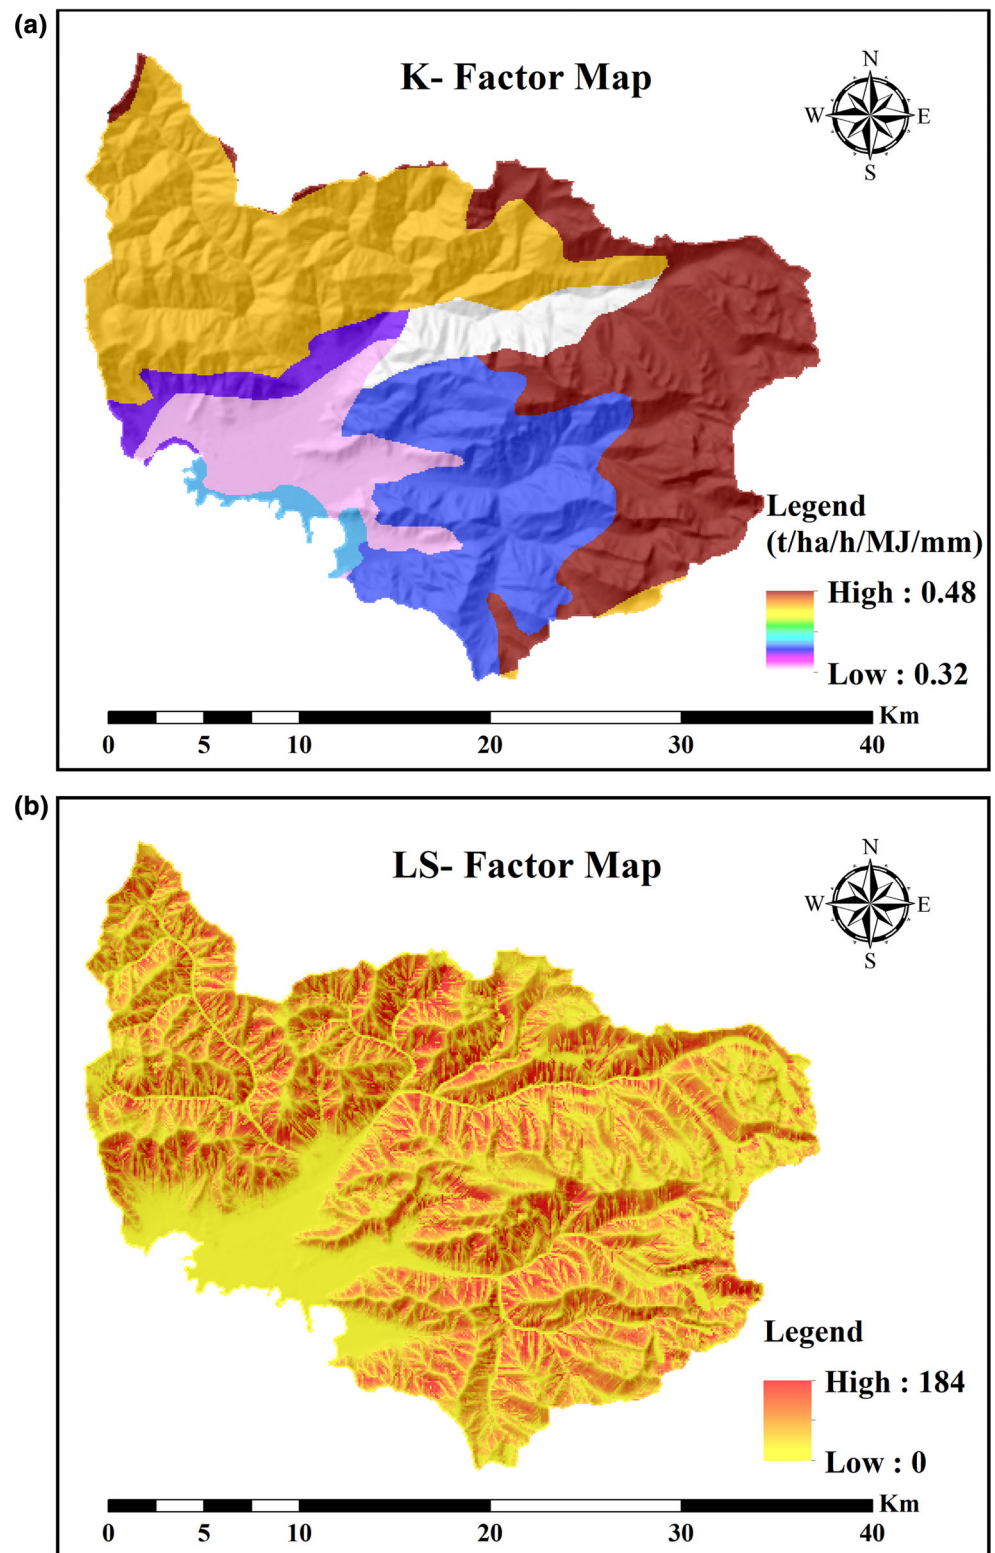 (a)
K- Factor Map
N
W E
S
Legend
(t/ha/h/MJ/mm)
High : 0.48
Low : 0.32
Km
0 5 10 20 30 40
(b)
LS- Factor Map
N
W E
S
Legend
High : 184
Low : 0
Km
0 5 10 20 30 40